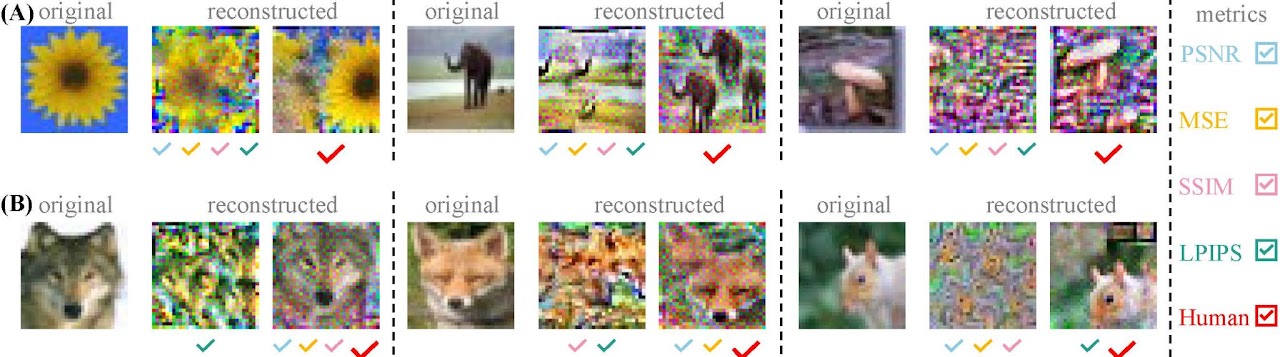 (A) original reconstructed original reconstructed original reconstructed metrics
PSNR
MSE
SSIM
(B) original reconstructed original reconstructed original reconstructed
LPIPS
Human